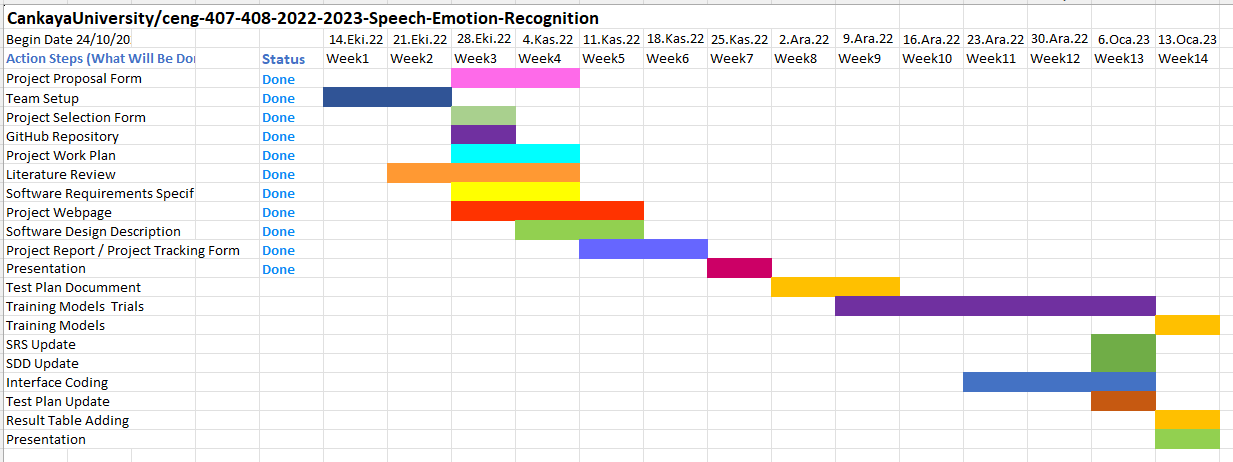 CankayaUniversity/ceng-407-408-2022-2023-Speech-Emotion-Recognition
Begin Date 24/10/20 14.Eki.22 21.Eki.22 28.Eki.22 4.Kas.22 11.Kas.22 18.Kas.22 25.Kas.22 2.Ara.22 9.Ara.22 16.Ara.22 23.Ara.22 30.Ara.22 6.Oca.23 13.Oca.23
Action Steps (What Will Be Do Status Week1 Week2 Week3 Week4 Week5 Week6 Week7 Week8 Week9 Week10 Week11 Week12 Week13 Week14
Project Proposal Form Done
Team Setup Done
Project Selection Form Done
GitHub Repository Done
Project Work Plan Done
Literature Review Done
Software Requirements Specif Done
Project Webpage Done
Software Design Description Done
Project Report / Project Tracking Form Done
Presentation Done
Test Plan Documment
Training Models Trials
Training Models
SRS Update
SDD Update
Interface Coding
Test Plan Update
Result Table Adding
Presentation